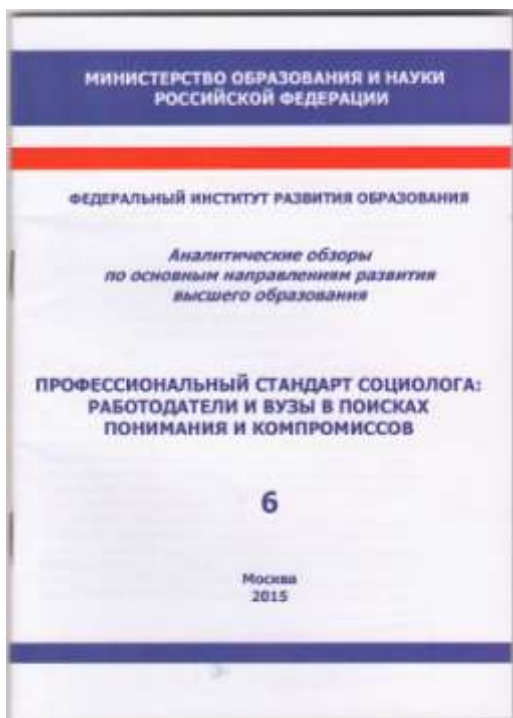 МИНИСТЕРСТВО ОБРАЗОВАНИЯ И НАУКИ
РОССИЙСКОЙ ФЕДЕРАЦИИ
ФЕДЕРАЛЬНЫЙ ИНСТИТУТ РАЗВИТИЯ ОБРАЗОВАНИЯ
Аналитические обзоры
по основным направлениям развития
высшего образования
ПРОФЕССИОНАЛЬНЫЙ СТАНДАРТ СОЦИОЛОГА:
РАБОТОДАТЕЛИ И ВУЗЫ В ПОИСКАХ
ПОНИМАНИЯ И КОМПРОМИССОВ
6
Москва
2015